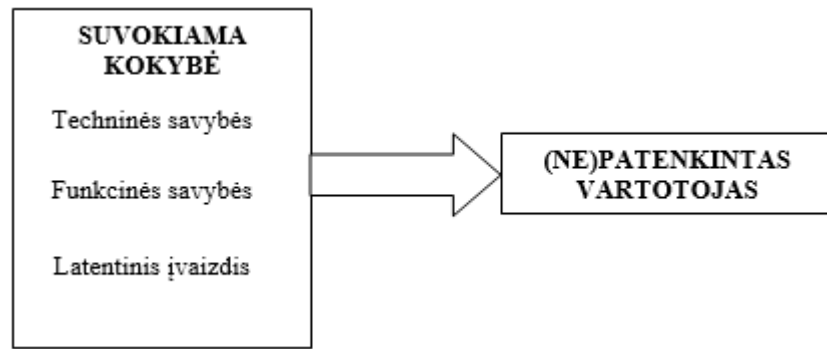 SUVOKIAMA
KOKYBĖ
Techninės savybės
Funkcinės savybės
Latentinis įvaizdis
(NE)PATENKINTAS
VARTOTOJAS